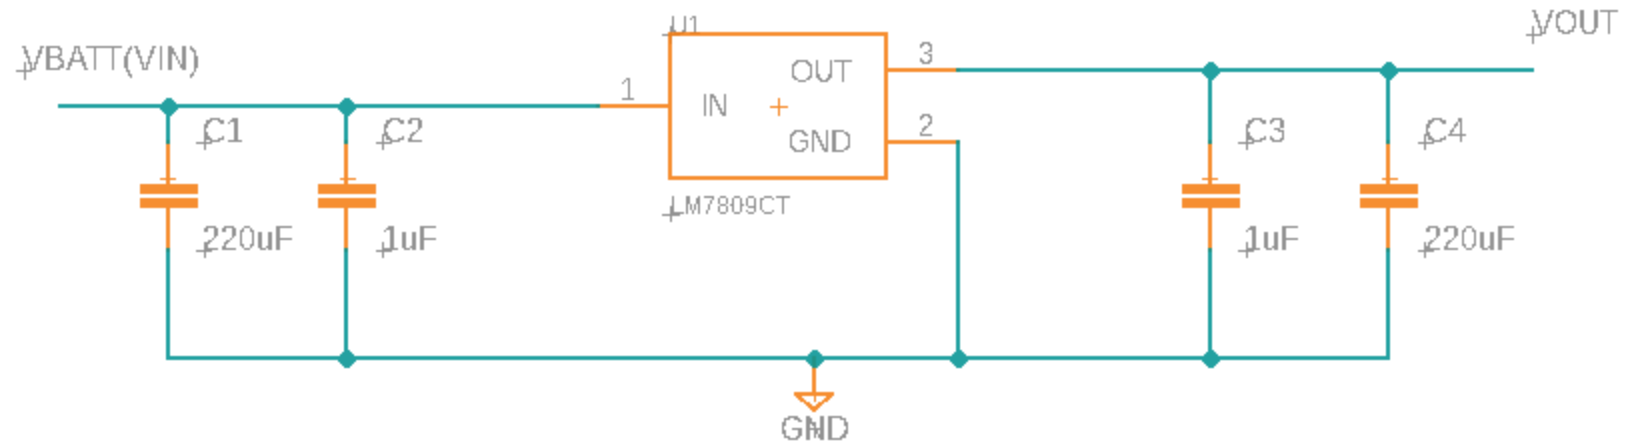 U1
VOUT
VBATT(VIN)
3
OUT
1
IN
2
GND
C1
C2
C3
C4
LM7809CT
220uF
1uF
1uF
220uF
GND